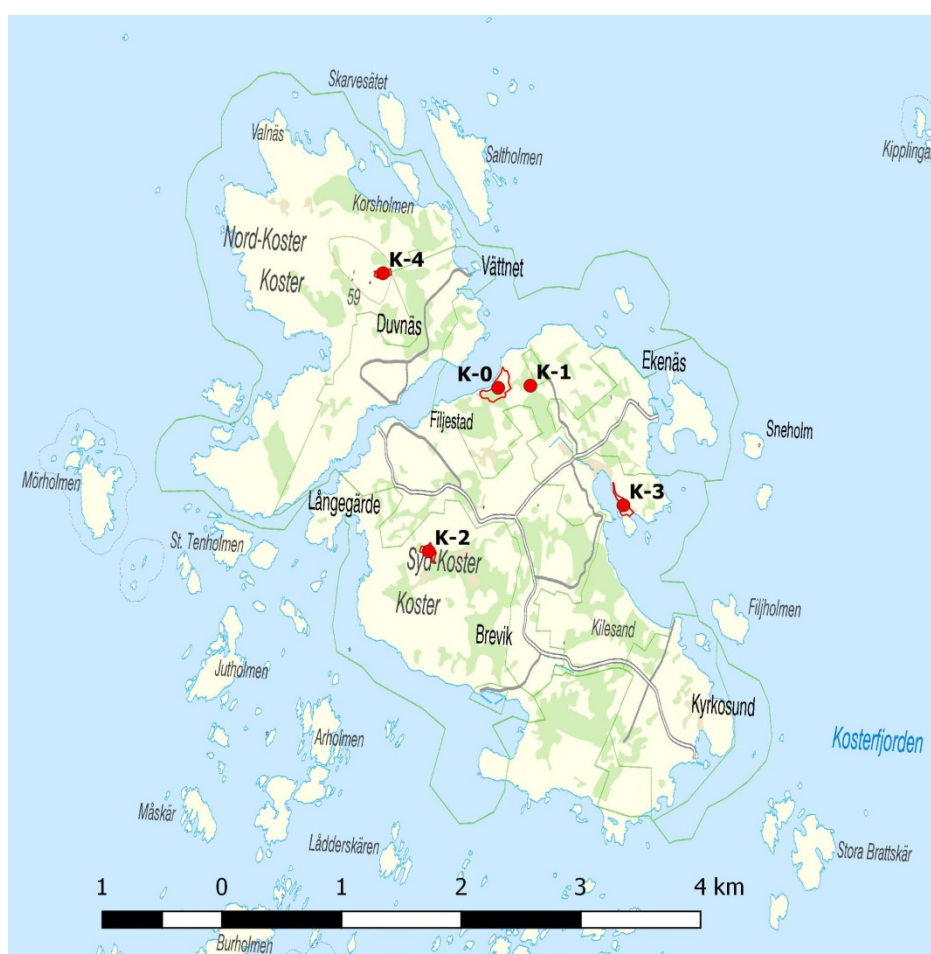 Skarvesätet
Valnäs
Saltholmen
Kipplinga
Korsholmen
Nord-Koster
K-4
Vättnet
Koster
59
Duvnäs
Ekenäs
K-0
K-1
Filjestad
Sneholm
Mörholmen
Långegärde
K-3
St. Tenholmen
K-2
Syd-Koster
Koster
Filjholmen
Brevik
Kilesand
Jutholmen
Kyrkosund
Arholmen
Kosterfjorden
Måskär
Lådderskären
Stora Brattskär
1 0 1 2 3 4 km
Burholmen